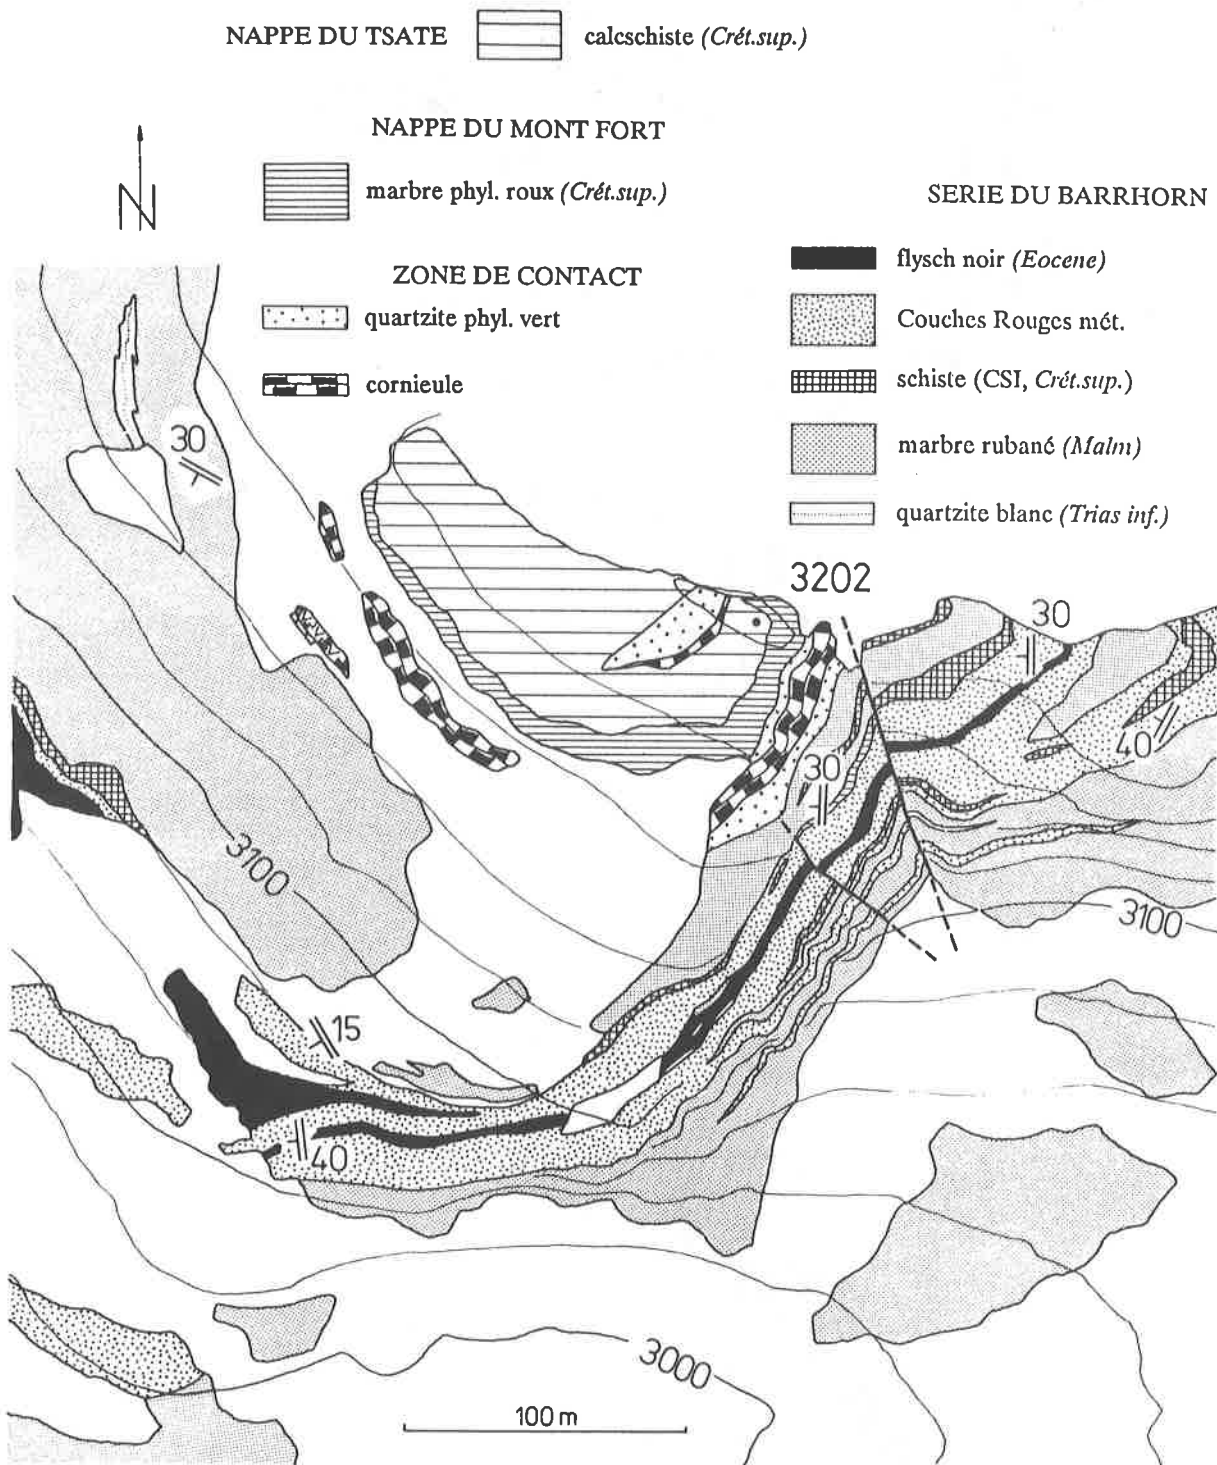 NAPPE DU TSATE
calcschiste (Crét.sup.)
NAPPE DU MONT FORT
marbre phyl. roux (Crét.sup.)
N
ZONE DE CONTACT
quartzite phyl. vert
cornieule
SERIE DU BARRHORN
flysch noir (Eocene)
Couches Rouges mét.
schiste (CSI, Crét.sup.)
marbre rubané (Malm)
quartzite blanc (Trias inf.)
30
3202
30
40
30
3100
3100
15
40
3000
100 m